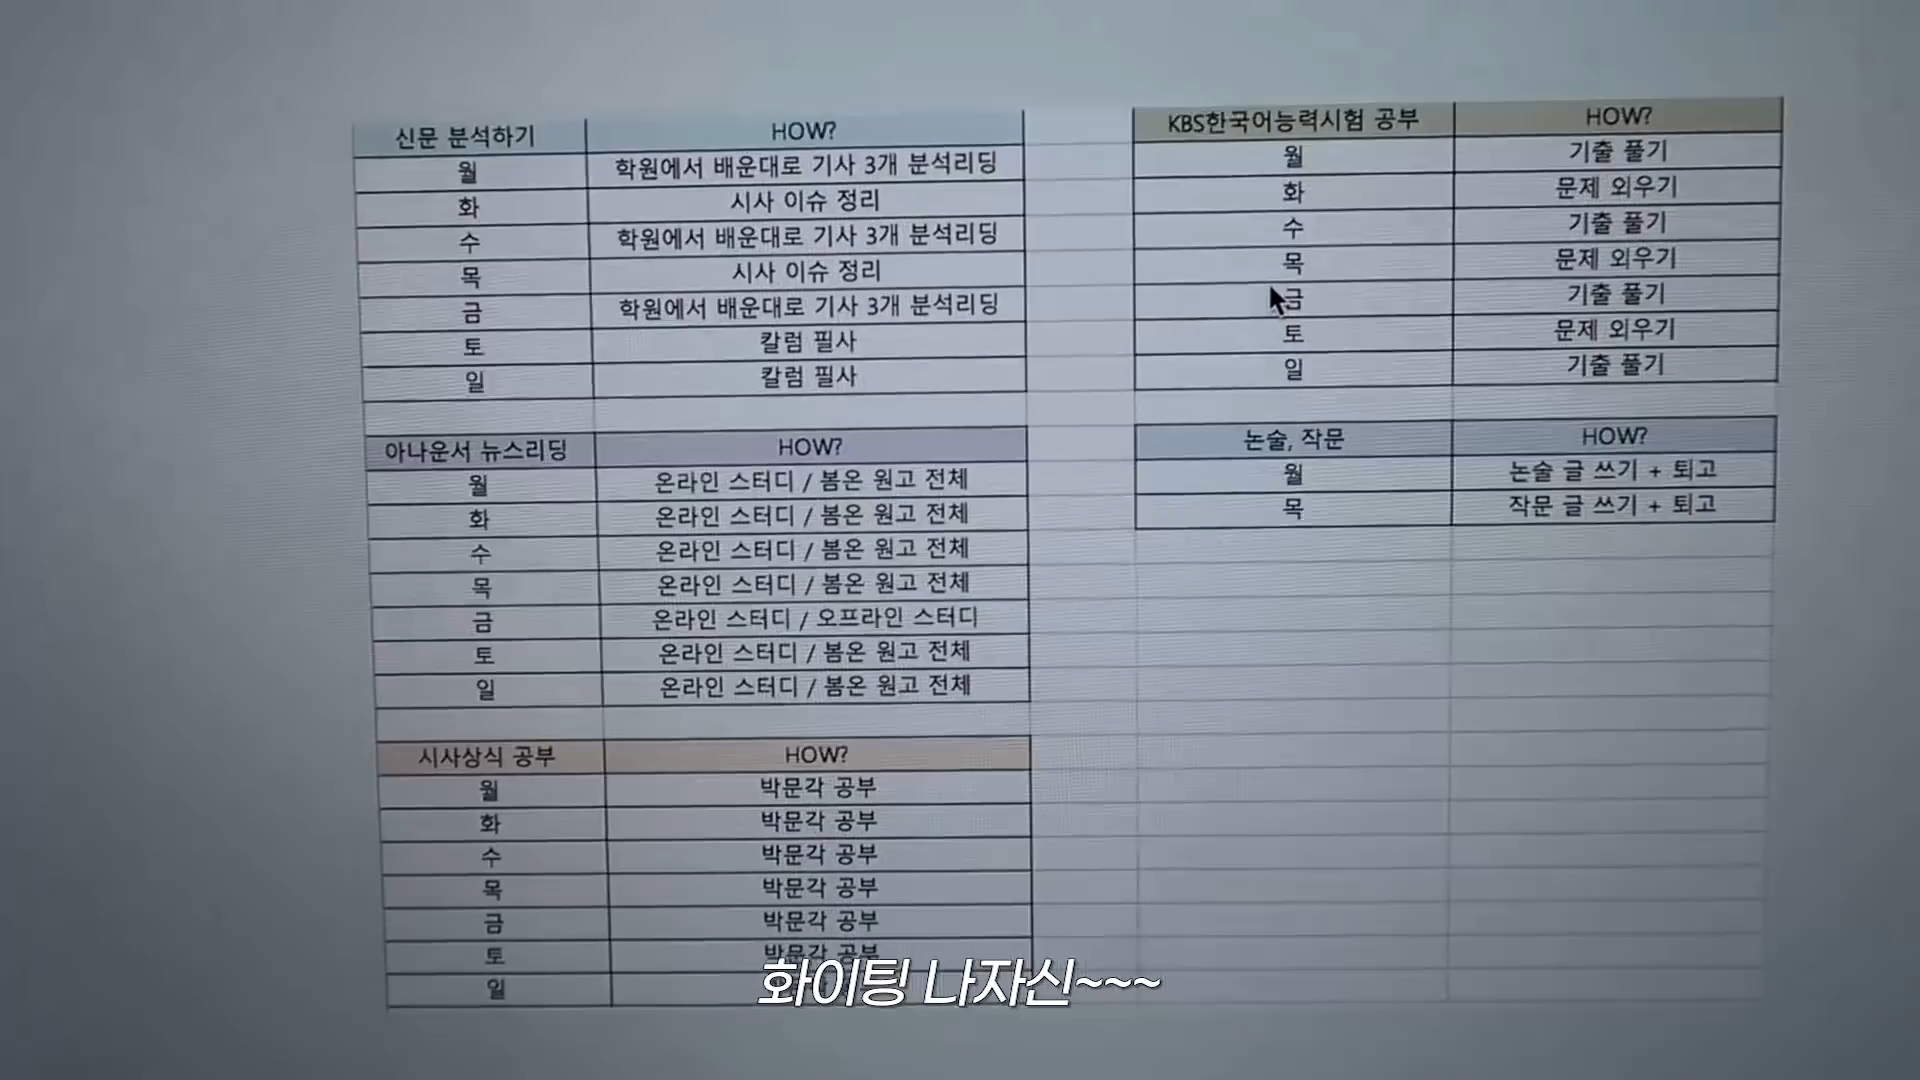 신문 분석하기 HOW?
월 학원에서 배운대로 기사 3개 분석리딩
화 시사 이슈 정리
수 학원에서 배운대로 기사 3개 분석리딩
목 시사 이슈 정리
금 학원에서 배운대로 기사 3개 분석리딩
토 칼럼 필사
일 칼럼 필사
KBS한국어능력시험 공부 HOW?
월 기출 풀기
화 문제 외우기
수 기출 풀기
목 문제 외우기
금 기출 풀기
토 문제 외우기
일 기출 풀기
아나운서 뉴스리딩 HOW?
월 온라인 스터디 / 봄온 원고 전체
화 온라인 스터디 / 봄온 원고 전체
수 온라인 스터디 / 봄온 원고 전체
목 온라인 스터디 / 봄온 원고 전체
금 온라인 스터디 / 오프라인 스터디
토 온라인 스터디 / 봄온 원고 전체
일 온라인 스터디 / 봄온 원고 전체
논술, 작문 HOW?
월 논술 글 쓰기 + 퇴고
목 작문 글 쓰기 + 퇴고
시사상식 공부 HOW?
월 박문각 공부
화 박문각 공부
수 박문각 공부
목 박문각 공부
금 박문각 공부
토 박문각 공부
일
화이팅 나자신~~~